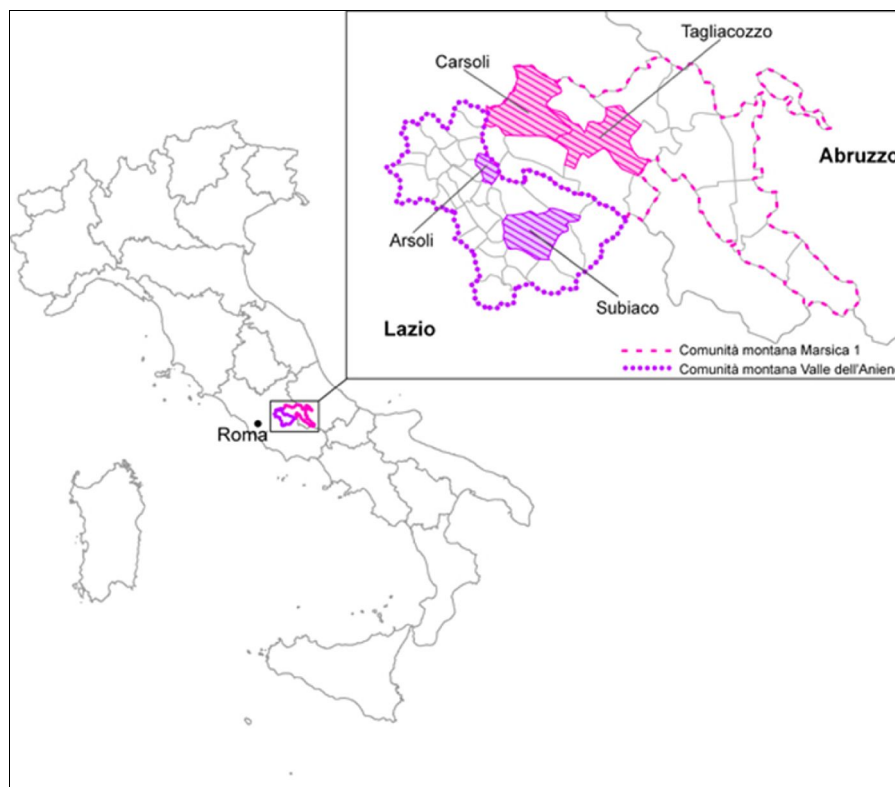 Tagliacozzo
Carsoli
Abruzzo
Arsoli
Subiaco
Lazio
Comunità montana Marsica 1
Comunità montana Valle dell'Aniene
Roma